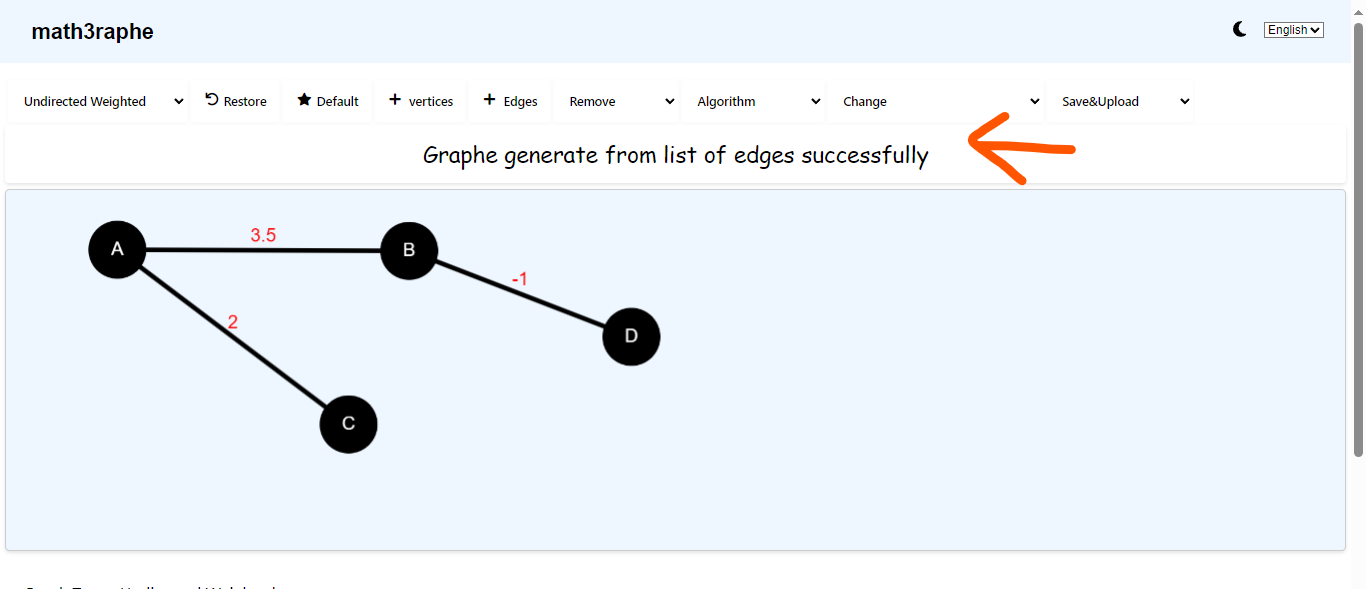 math3raphe
English
Undirected Weighted Restore Default + vertices + Edges Remove Algorithm Change Save&Upload
Graphe generate from list of edges successfully
A 3.5 B
-1
2
D
C